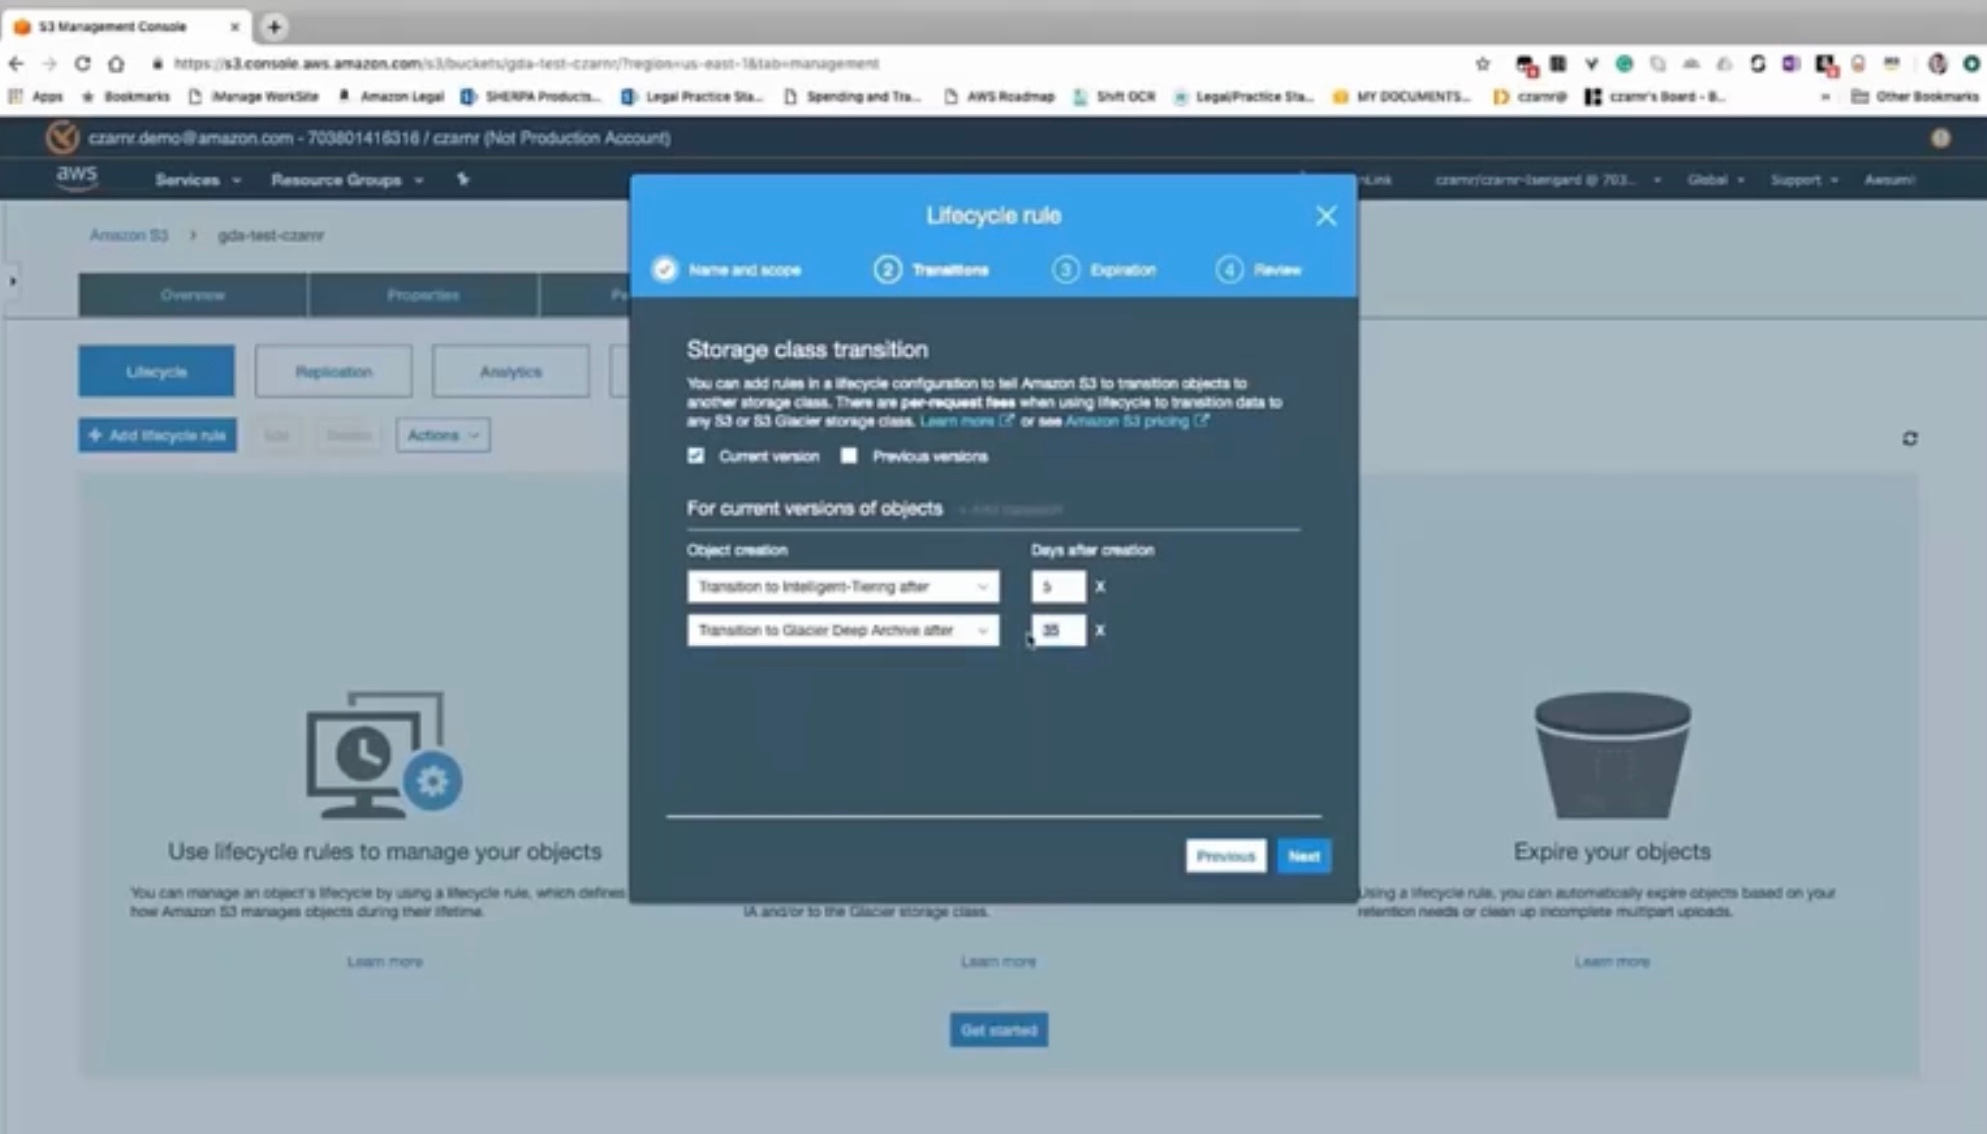 S3 Management Console
https://s3.console.aws.amazon.com/s3/buckets/gda-test-czarnr/?region=us-east-1&tab=management
Apps Bookmarks iManage WorkSite Amazon Legal SHERPA Products... Legal Practice Sta... Spending and Tra... AWS Roadmap Shift OCR Legal/Practice Sta... MY DOCUMENTS... czarnr@ czarnr's Board - B... » Other Bookmarks
czarnr.demo@amazon.com - 703801416316 / czarnr (Not Production Account)
aws Services Resource Groups nLink czarnr/czarnr-Isengard @ 703... Global Support Awsuml
Amazon S3 > gda-test-czarnr
Overview Properties Pe
Lifecycle Replication Analytics
+ Add lifecycle rule Edit Delete Actions
Lifecycle rule
Name and scope 2 Transitions 3 Expiration 4 Review
Storage class transition
You can add rules in a lifecycle configuration to tell Amazon S3 to transition objects to
another storage class. There are per-request fees when using lifecycle to transition data to
any S3 or S3 Glacier storage class. Learn more or see Amazon S3 pricing
Current version Previous versions
For current versions of objects + Add transition
Object creation Days after creation
Transition to Intelligent-Tiering after 5 X
Transition to Glacier Deep Archive after 35 X
Previous Next
Use lifecycle rules to manage your objects
You can manage an object's lifecycle by using a lifecycle rule, which defines
how Amazon S3 manages objects during their lifetime.
Learn more
IA and/or to the Glacier storage class.
Learn more
Expire your objects
Using a lifecycle rule, you can automatically expire objects based on your
retention needs or clean up incomplete multipart uploads.
Learn more
Get started